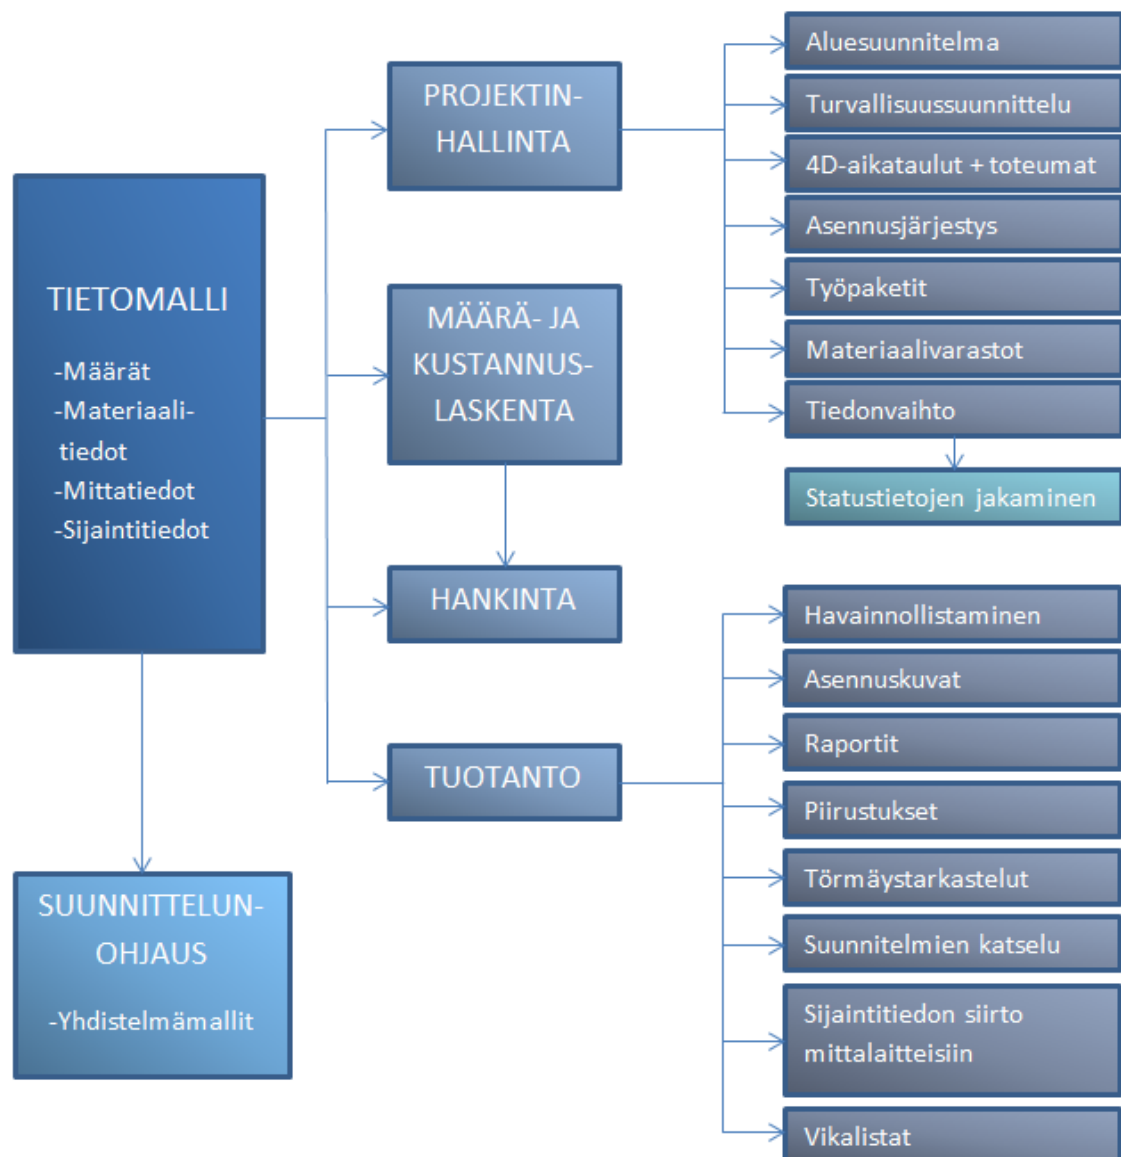 TIETOMALLI
-Määrät
-Materiaali-
tiedot
-Mittatiedot
-Sijaintitiedot
SUUNNITTELUN-
OHJAUS
-Yhdistelmämallit
PROJEKTIN-
HALLINTA
MÄÄRÄ- JA
KUSTANNUS-
LASKENTA
HANKINTA
TUOTANTO
Aluesuunnitelma
Turvallisuussuunnittelu
4D-aikataulut + toteumat
Asennusjärjestys
Työpaketit
Materiaalivarastot
Tiedonvaihto
Statustietojen jakaminen
Havainnollistaminen
Asennuskuvat
Raportit
Piirustukset
Törmäystarkastelut
Suunnitelmien katselu
Sijaintitiedon siirto
mittalaitteisiin
Vikalistat